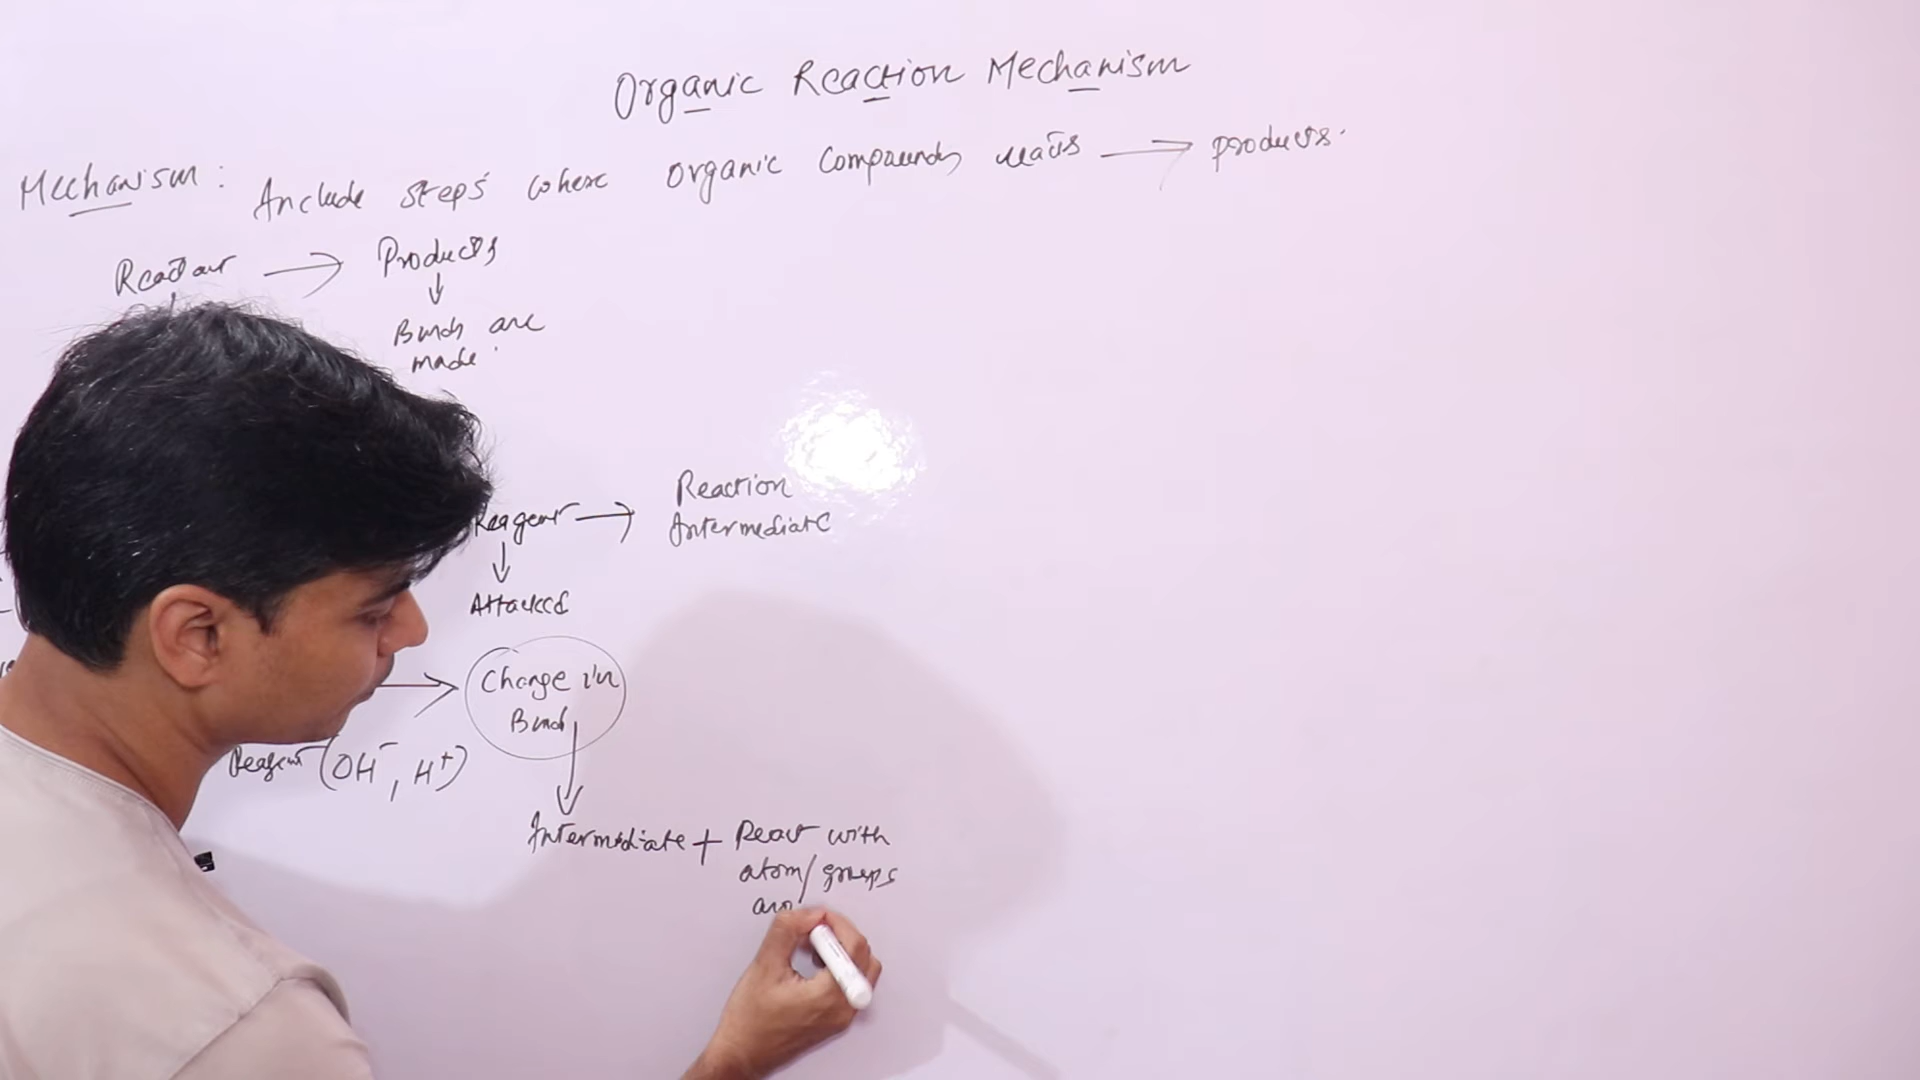 Organic Reaction Mechanism
Mechanism: Include steps where organic compounds reacts → products.
Reactant → Products
↓
Bonds are
made.
Reagent → Reaction
Intermediate
↓
Attacked
→ Change in
Bond
Reagent (OH⁻, H⁺)
Intermediate + React with
atom/groups